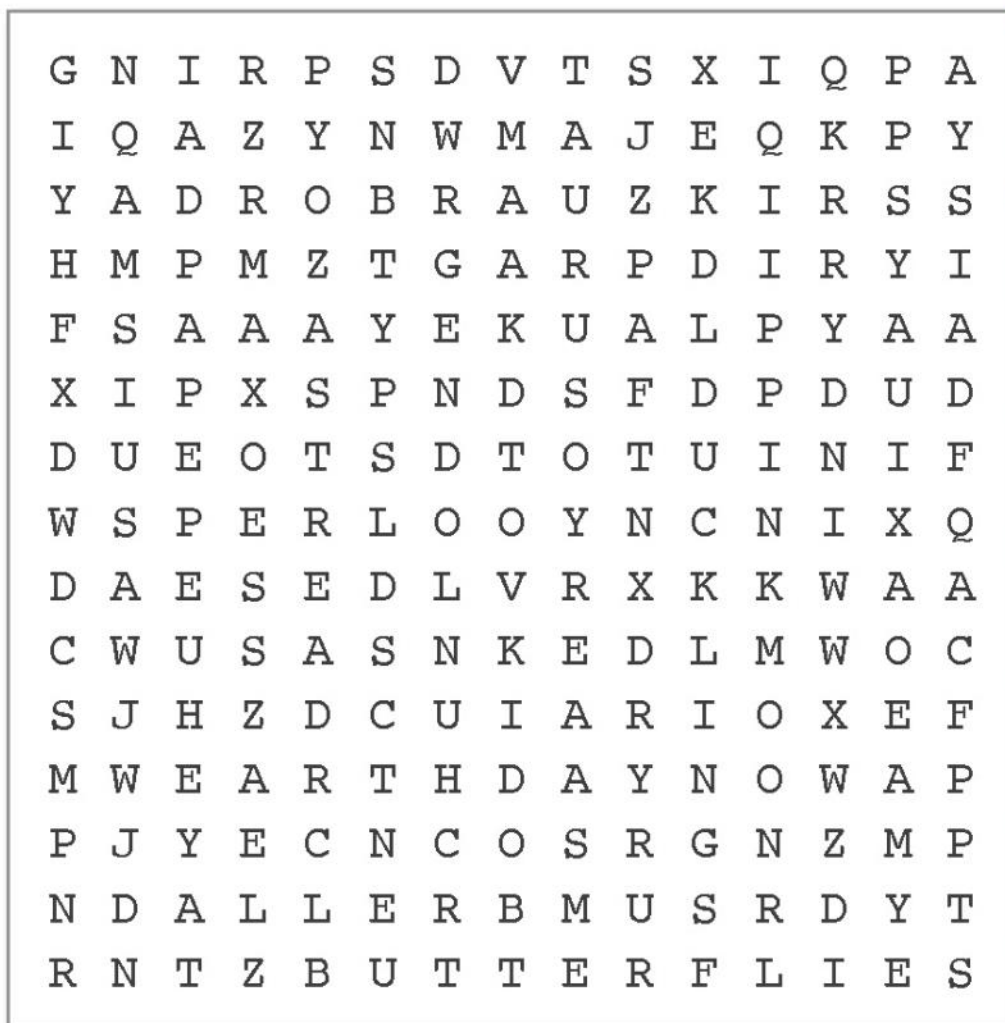 G N I R P S D V T S X I Q P A
I Q A Z Y N W M A J E Q K P Y
Y A D R O B R A U Z K I R S S
H M P M Z T G A R P D I R Y I
F S A A A Y E K U A L P Y A A
X I P X S P N D S F D P D U D
D U E O T S D T O T U I N I F
W S P E R L O O Y N C N I X Q
D A E S E D L V R X K K W A A
C W U S A S N K E D L M W O C
S J H Z D C U I A R I O X E F
M W E A R T H D A Y N O W A P
P J Y E C N C O S R G N Z M P
N D A L L E R B M U S R D Y T
R N T Z B U T T E R F L I E S